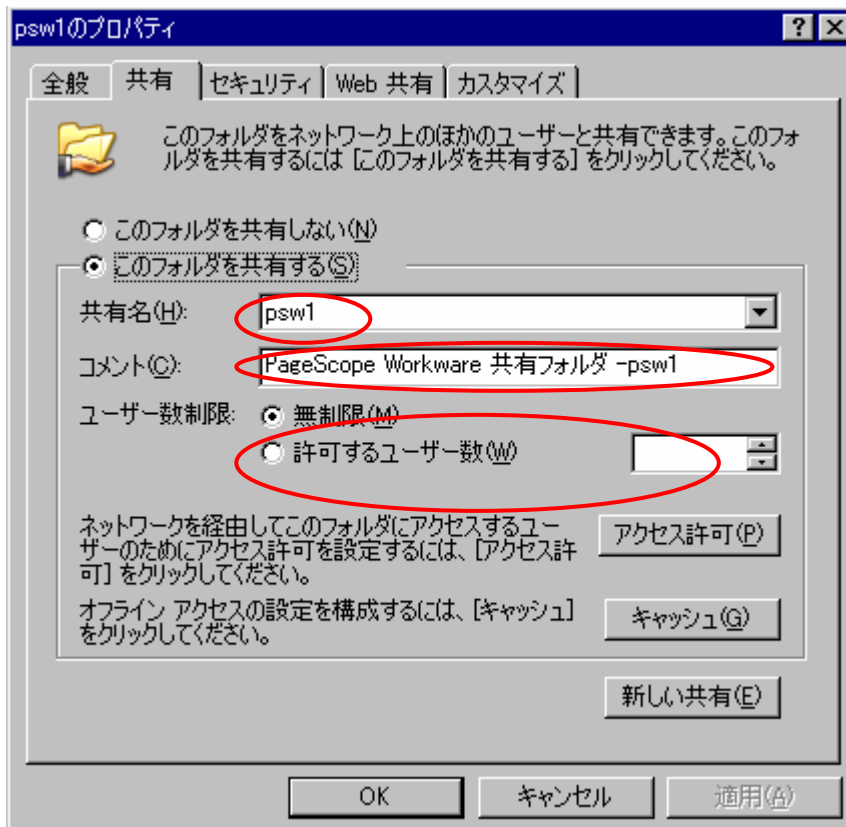 psw1のプロパティ
全般 共有 セキュリティ Web 共有 カスタマイズ
このフォルダをネットワーク上のほかのユーザーと共有できます。このフォ
ルダを共有するには [このフォルダを共有する] をクリックしてください。
このフォルダを共有しない(N)
このフォルダを共有する(S)
共有名(H): psw1
コメント(C): PageScope Workware 共有フォルダ -psw1
ユーザー数制限: 無制限(M)
許可するユーザー数(W)
ネットワークを経由してこのフォルダにアクセスするユー
ザーのためにアクセス許可を設定するには、[アクセス許
可] をクリックしてください。
アクセス許可(P)
オフライン アクセスの設定を構成するには、[キャッシュ]
をクリックしてください。
キャッシュ(G)
新しい共有(E)
OK キャンセル 適用(A)